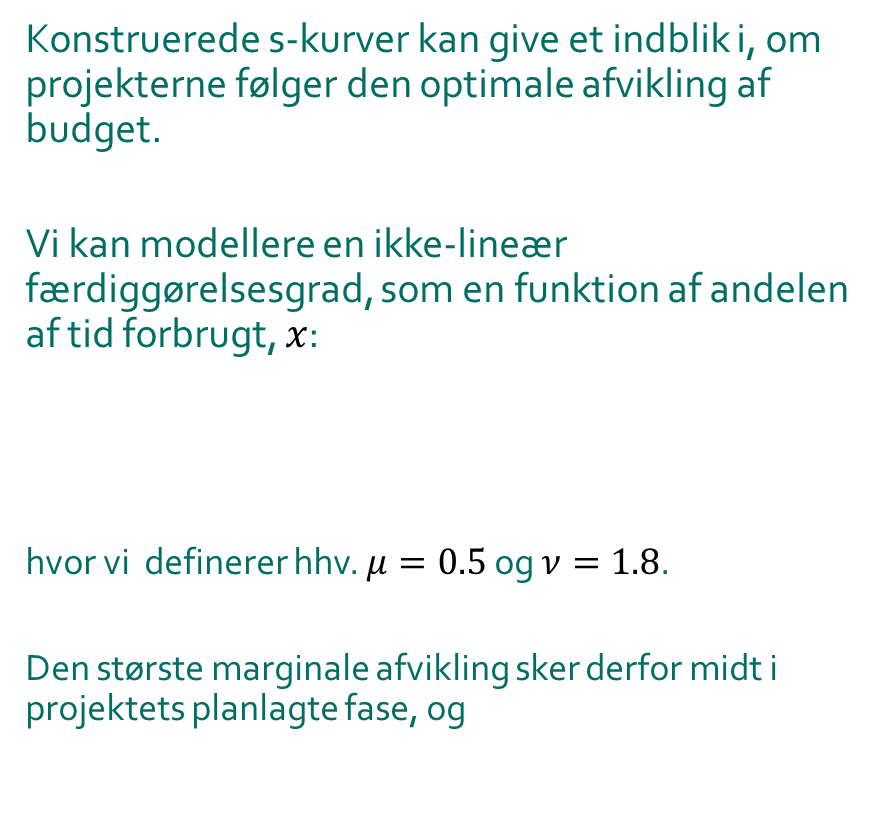 Konstruerede s-kurver kan give et indblik i, om
projekterne følger den optimale afvikling af
budget.
Vi kan modellere en ikke-lineær
færdiggørelsesgrad, som en funktion af andelen
af tid forbrugt, 𝑥:
hvor vi definerer hhv. 𝜇 = 0.5 og 𝜈 = 1.8.
Den største marginale afvikling sker derfor midt i
projektets planlagte fase, og